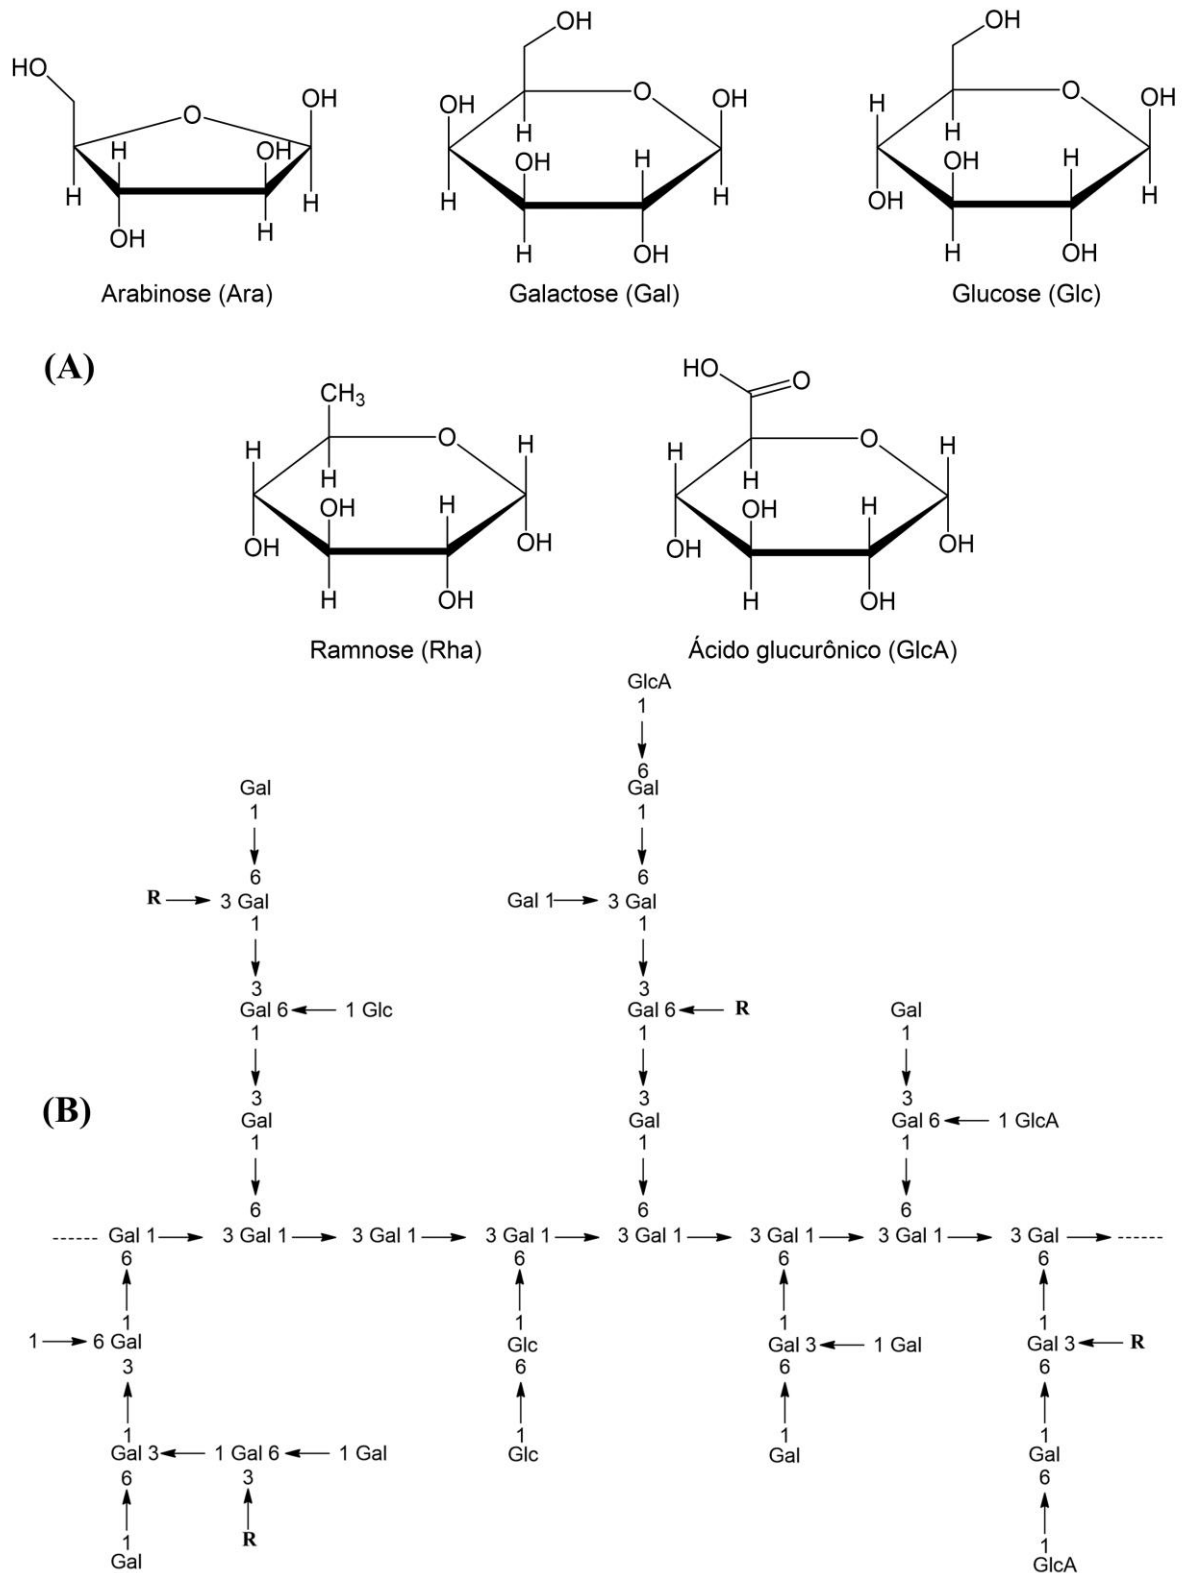 OH OH
HO OH O OH H O OH
O OH
H OH H OH H H OH H
H H H H OH
OH H H OH H OH
Arabinose (Ara) Galactose (Gal) Glucose (Glc)
(A)
HO O
CH3
H O H H O H
H H
OH H OH H
OH OH OH OH
H OH H OH
Ramnose (Rha) Ácido glucurônico (GlcA)
GlcA
1
6
Gal Gal
1 1
6 6
R 3 Gal Gal 1 3 Gal
1 1
3 3
Gal 6 1 Glc Gal 6 R Gal
1 1 1
3 3 3
(B) Gal Gal Gal 6 1 GlcA
1 1 1
6 6 6
Gal 1 3 Gal 1 3 Gal 1 3 Gal 1 3 Gal 1 3 Gal 1 3 Gal 1 3 Gal
6 6 6 6
1 1 1 1
1 6 Gal Glc Gal 3 1 Gal Gal 3 R
3 6 6 6
1 1 1 1
Gal 3 1 Gal 6 1 Gal Glc Gal Gal
6 3 6
1 R 1
Gal GlcA